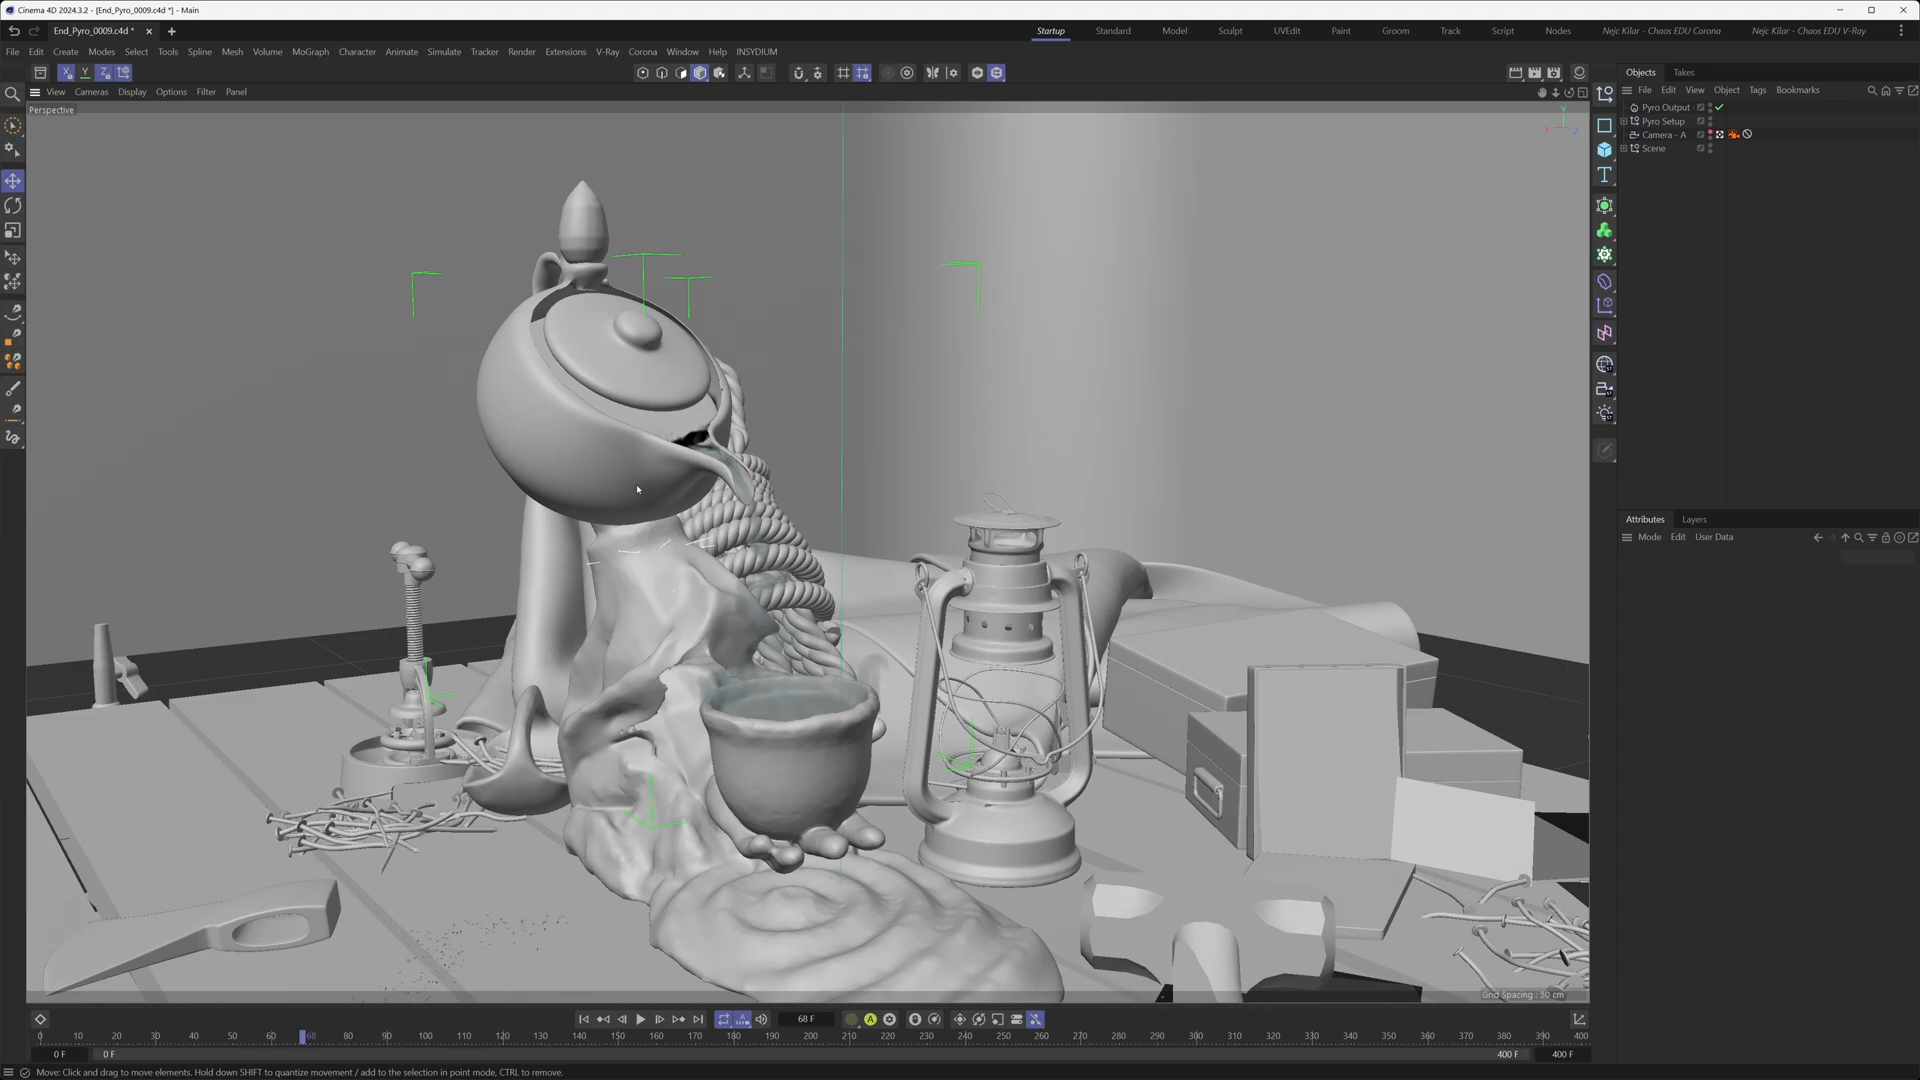 Cinema 4D 2024.3.2 - [End_Pyro_0009.c4d *] - Main
End_Pyro_0009.c4d *
Startup Standard Model Sculpt UVEdit Paint Groom Track Script Nodes Nejc Kilar - Chaos EDU Corona Nejc Kilar - Chaos EDU V-Ray
File Edit Create Modes Select Tools Spline Mesh Volume MoGraph Character Animate Simulate Tracker Render Extensions V-Ray Corona Window Help INSYDIUM
Objects Takes
View Cameras Display Options Filter Panel
File Edit View Object Tags Bookmarks
Perspective
Pyro Output
Pyro Setup
Camera - A
Scene
Attributes Layers
Mode Edit User Data
Grid Spacing : 50 cm
68 F
0 10 20 30 40 50 60 68 80 90 100 110 120 130 140 150 160 170 180 190 200 210 220 230 240 250 260 270 280 290 300 310 320 330 340 350 360 370 380 390 400
0 F 0 F 400 F 400 F
Move: Click and drag to move elements. Hold down SHIFT to quantize movement / add to the selection in point mode, CTRL to remove.